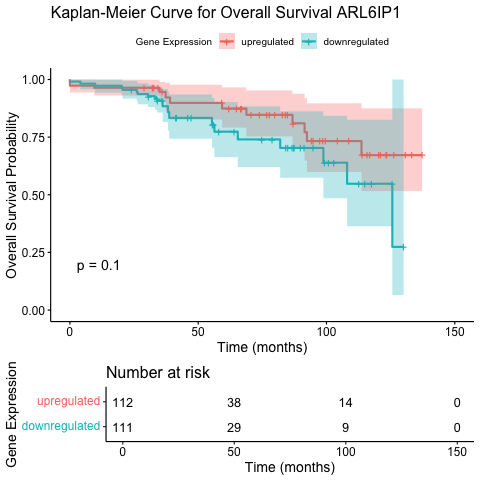 Kaplan-Meier Curve for Overall Survival ARL6IP1
Gene Expression upregulated downregulated
Overall Survival Probability
1.00
0.75
0.50
0.25
0.00
p = 0.1
0 50 100 150
Time (months)
Number at risk
Gene Expression
upregulated 112 38 14 0
downregulated 111 29 9 0
0 50 100 150
Time (months)